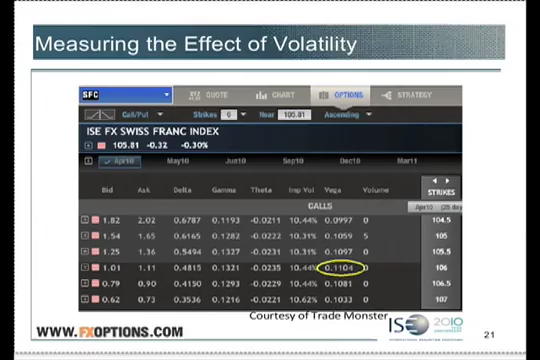 Measuring the Effect of Volatility
SFC QUOTE CHART OPTIONS STRATEGY
Call/Put Strikes 6 Near 105.81 Ascending
ISE FX SWISS FRANC INDEX
105.81 -0.32 -0.30%
Apr10 May10 Jun10 Sep10 Dec10 Mar11
Bid Ask Delta Gamma Theta Imp Vol Vega Volume STRIKES
CALLS Apr10 (25 day
1.82 2.02 0.6787 0.1193 -0.0211 10.44% 0.0997 0 104.5
1.54 1.65 0.6165 0.1282 -0.0222 10.31% 0.1059 5 105
1.25 1.36 0.5494 0.1327 -0.0231 10.31% 0.1097 0 105.5
1.01 1.11 0.4815 0.1321 -0.0235 10.44% 0.1104 0 106
0.79 0.90 0.4150 0.1293 -0.0230 10.50% 0.1081 0 106.5
0.62 0.73 0.3536 0.1216 -0.0221 10.62% 0.1033 0 107
Courtesy of Trade Monster
WWW.FXOPTIONS.COM
ISE 2010
21